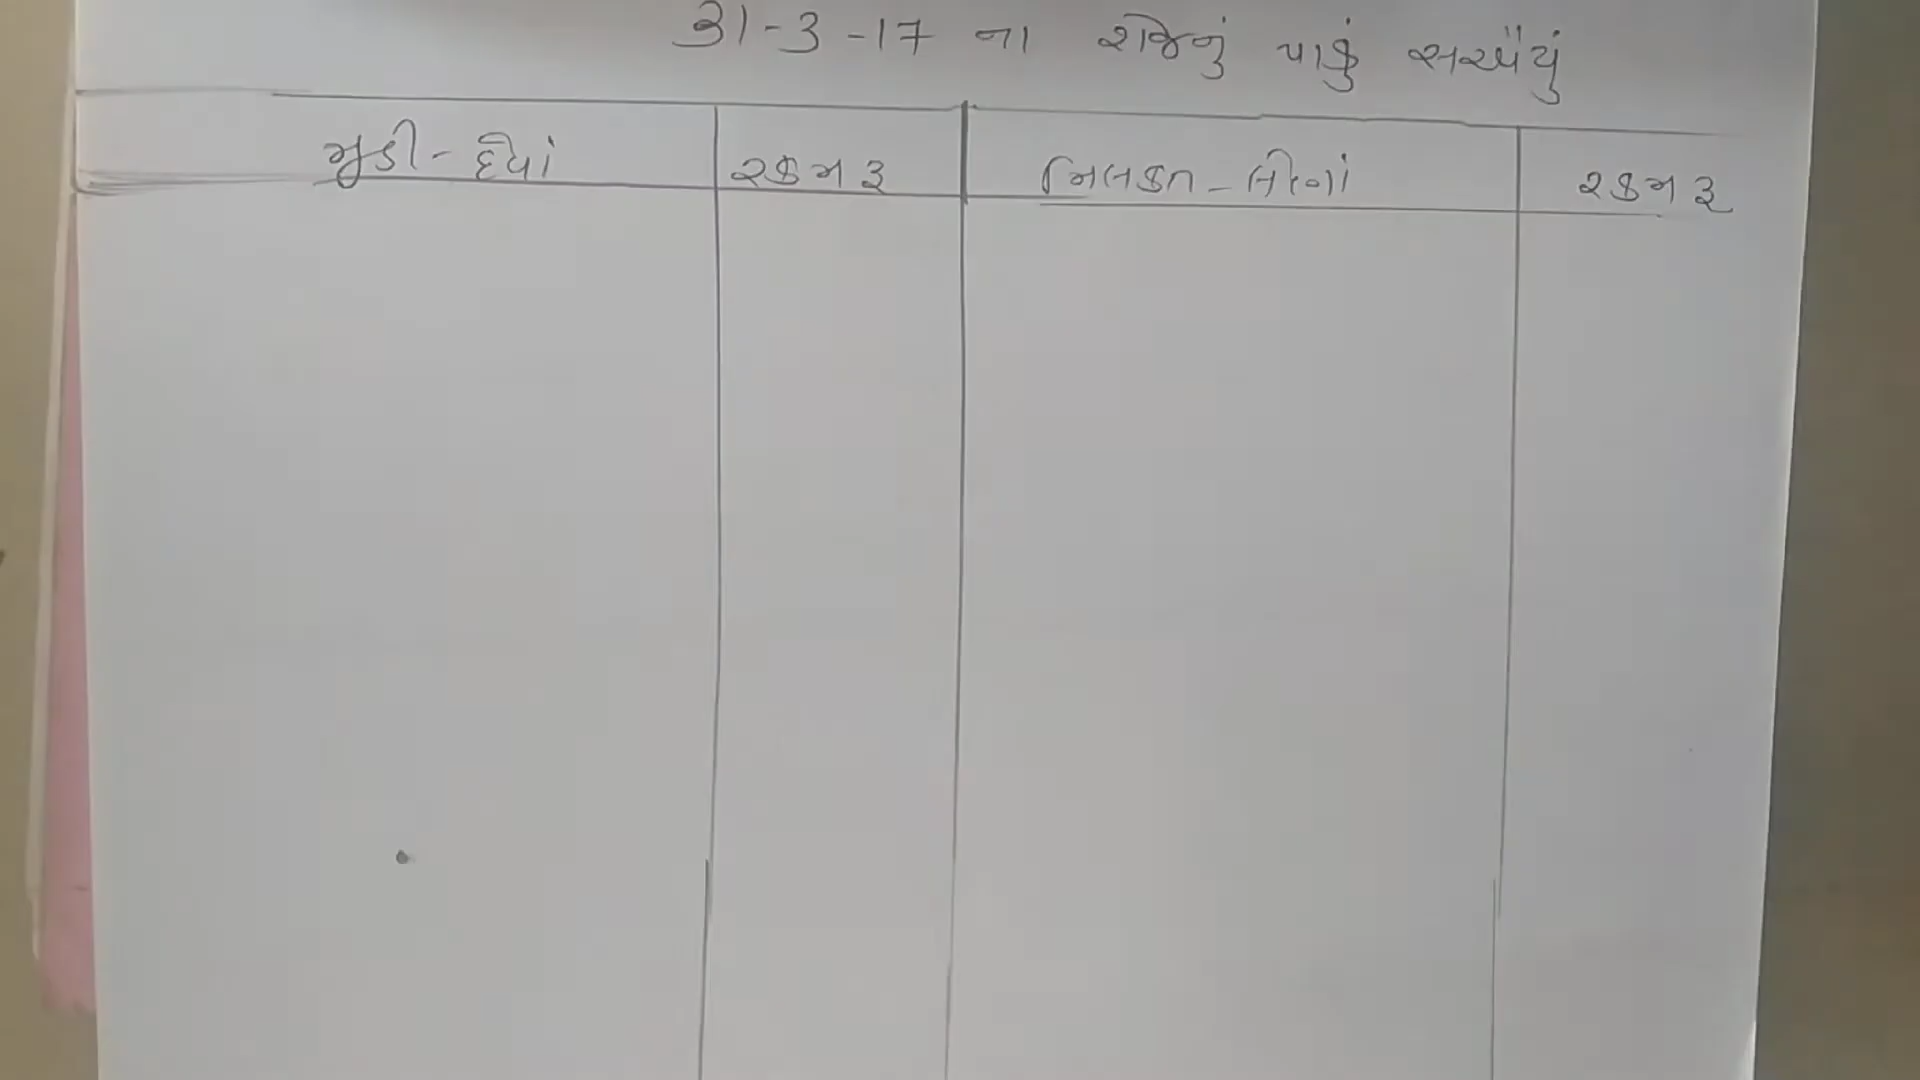 31-3-17 ના રોજનું પાકું સરવૈયું
મુડી - દેવાં રકમ રૂ મિલકત - લેણાં રકમ રૂ